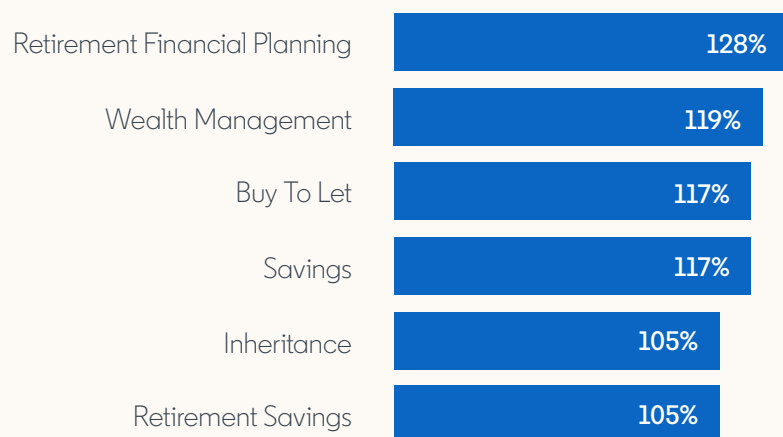 Retirement Financial Planning 128%
Wealth Management 119%
Buy To Let 117%
Savings 117%
Inheritance 105%
Retirement Savings 105%